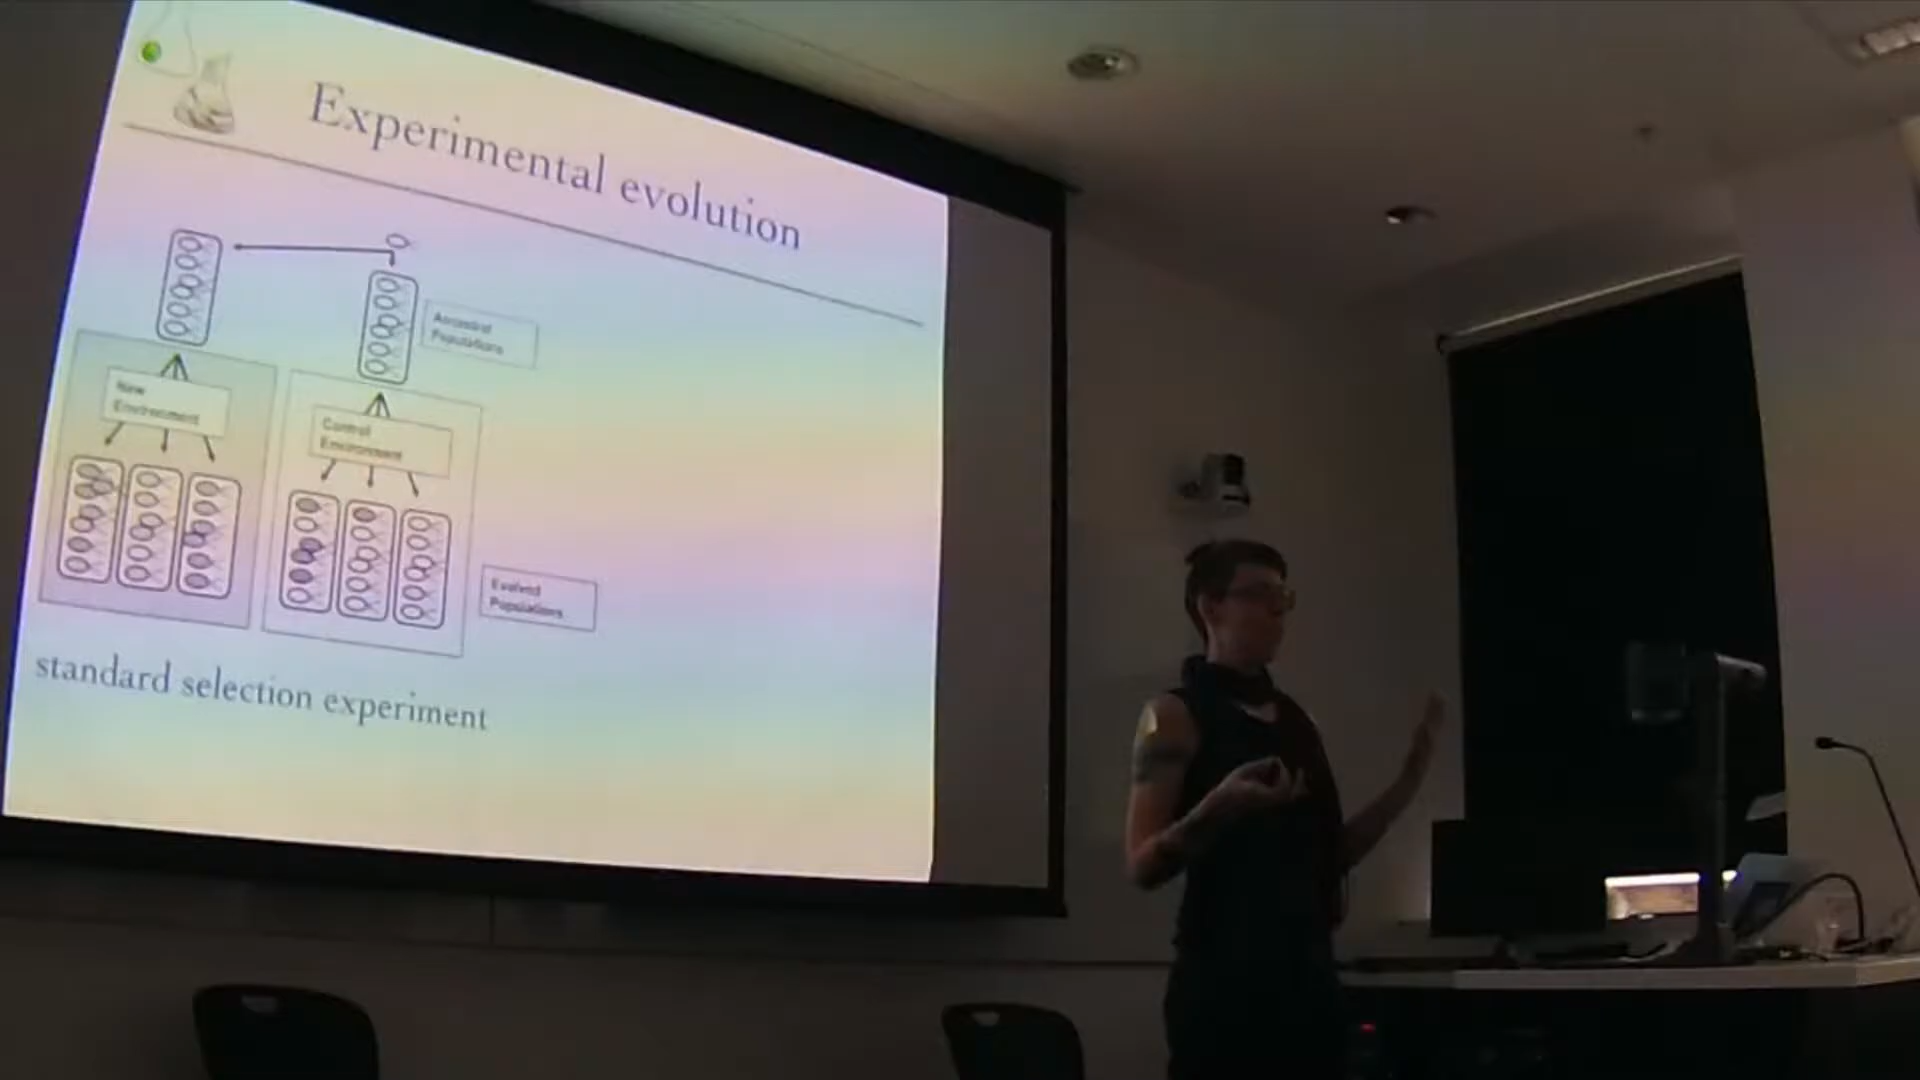 Experimental evolution
Ancestral
Populations
New
Environment
Control
Environment
Evolved
Populations
standard selection experiment